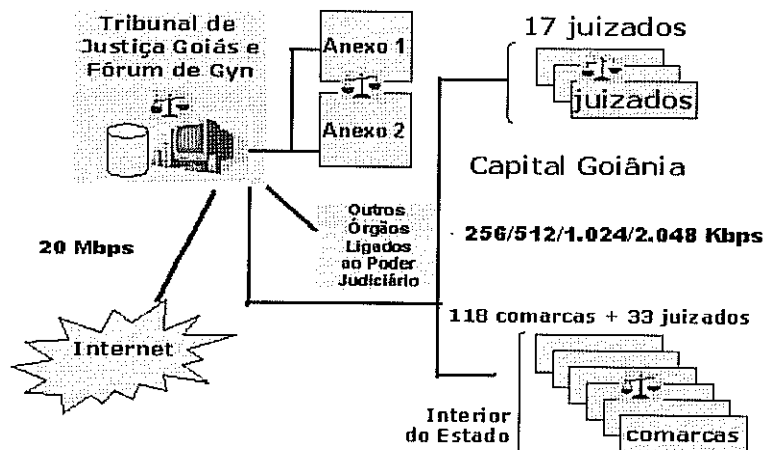 Tribunal de
Justiça Goiás e
Fórum de Gyn
Anexo 1
Anexo 2
17 juizados
juizados
Capital Goiânia
Outros
Órgãos
Ligados
ao Poder
Judiciário
256/512/1.024/2.048 Kbps
20 Mbps
Internet
118 comarcas + 33 juizados
Interior
do Estado
comarcas